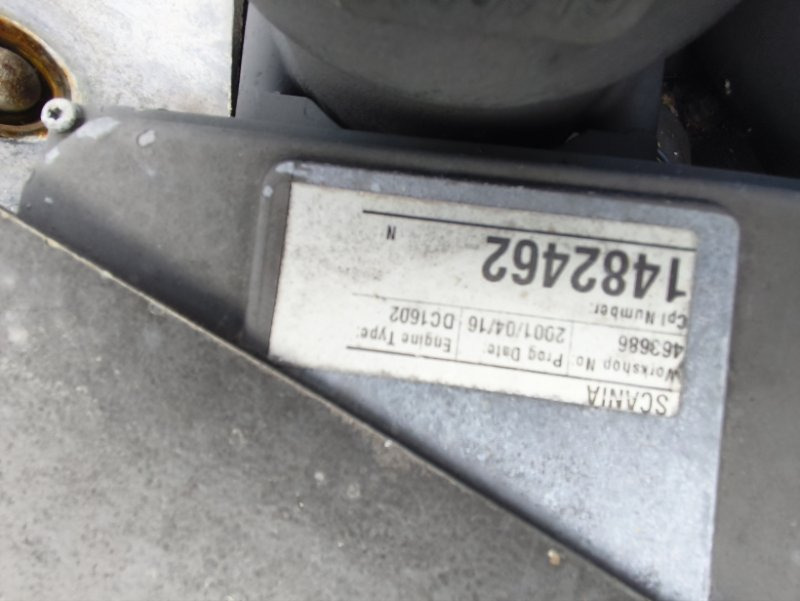 SCANIA
Workshop No: Prog Date: Engine Type:
463686 2001/04/16 DC1602
Cpl Number:
1482462
N